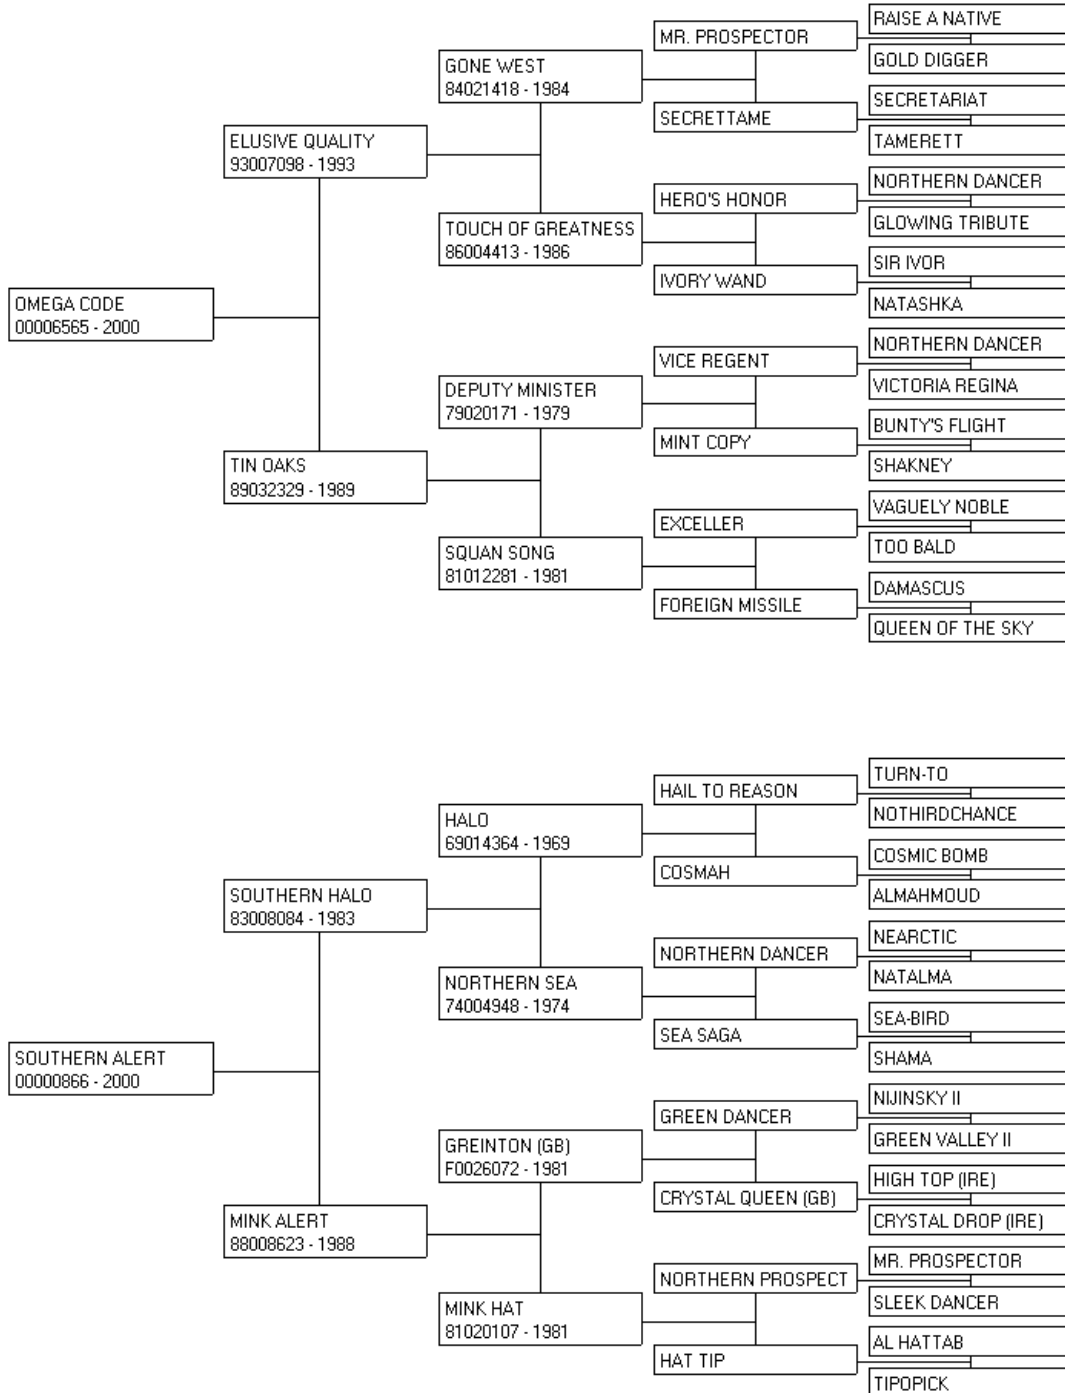 RAISE A NATIVE
MR. PROSPECTOR
GOLD DIGGER
GONE WEST
84021418 - 1984
SECRETARIAT
SECRETTAME
TAMERETT
ELUSIVE QUALITY
93007098 - 1993
NORTHERN DANCER
HERO'S HONOR
GLOWING TRIBUTE
TOUCH OF GREATNESS
86004413 - 1986
SIR IVOR
IVORY WAND
NATASHKA
OMEGA CODE
00006565 - 2000
NORTHERN DANCER
VICE REGENT
VICTORIA REGINA
DEPUTY MINISTER
79020171 - 1979
BUNTY'S FLIGHT
MINT COPY
SHAKNEY
TIN OAKS
89032329 - 1989
VAGUELY NOBLE
EXCELLER
TOO BALD
SQUAN SONG
81012281 - 1981
DAMASCUS
FOREIGN MISSILE
QUEEN OF THE SKY
TURN-TO
HAIL TO REASON
NOTHIRDCHANCE
HALO
69014364 - 1969
COSMIC BOMB
COSMAH
ALMAHMOUD
SOUTHERN HALO
83008084 - 1983
NEARCTIC
NORTHERN DANCER
NATALMA
NORTHERN SEA
74004948 - 1974
SEA-BIRD
SEA SAGA
SHAMA
SOUTHERN ALERT
00000866 - 2000
NIJINSKY II
GREEN DANCER
GREEN VALLEY II
GREINTON (GB)
F0026072 - 1981
HIGH TOP (IRE)
CRYSTAL QUEEN (GB)
CRYSTAL DROP (IRE)
MINK ALERT
88008623 - 1988
MR. PROSPECTOR
NORTHERN PROSPECT
SLEEK DANCER
MINK HAT
81020107 - 1981
AL HATTAB
HAT TIP
TIPOPICK